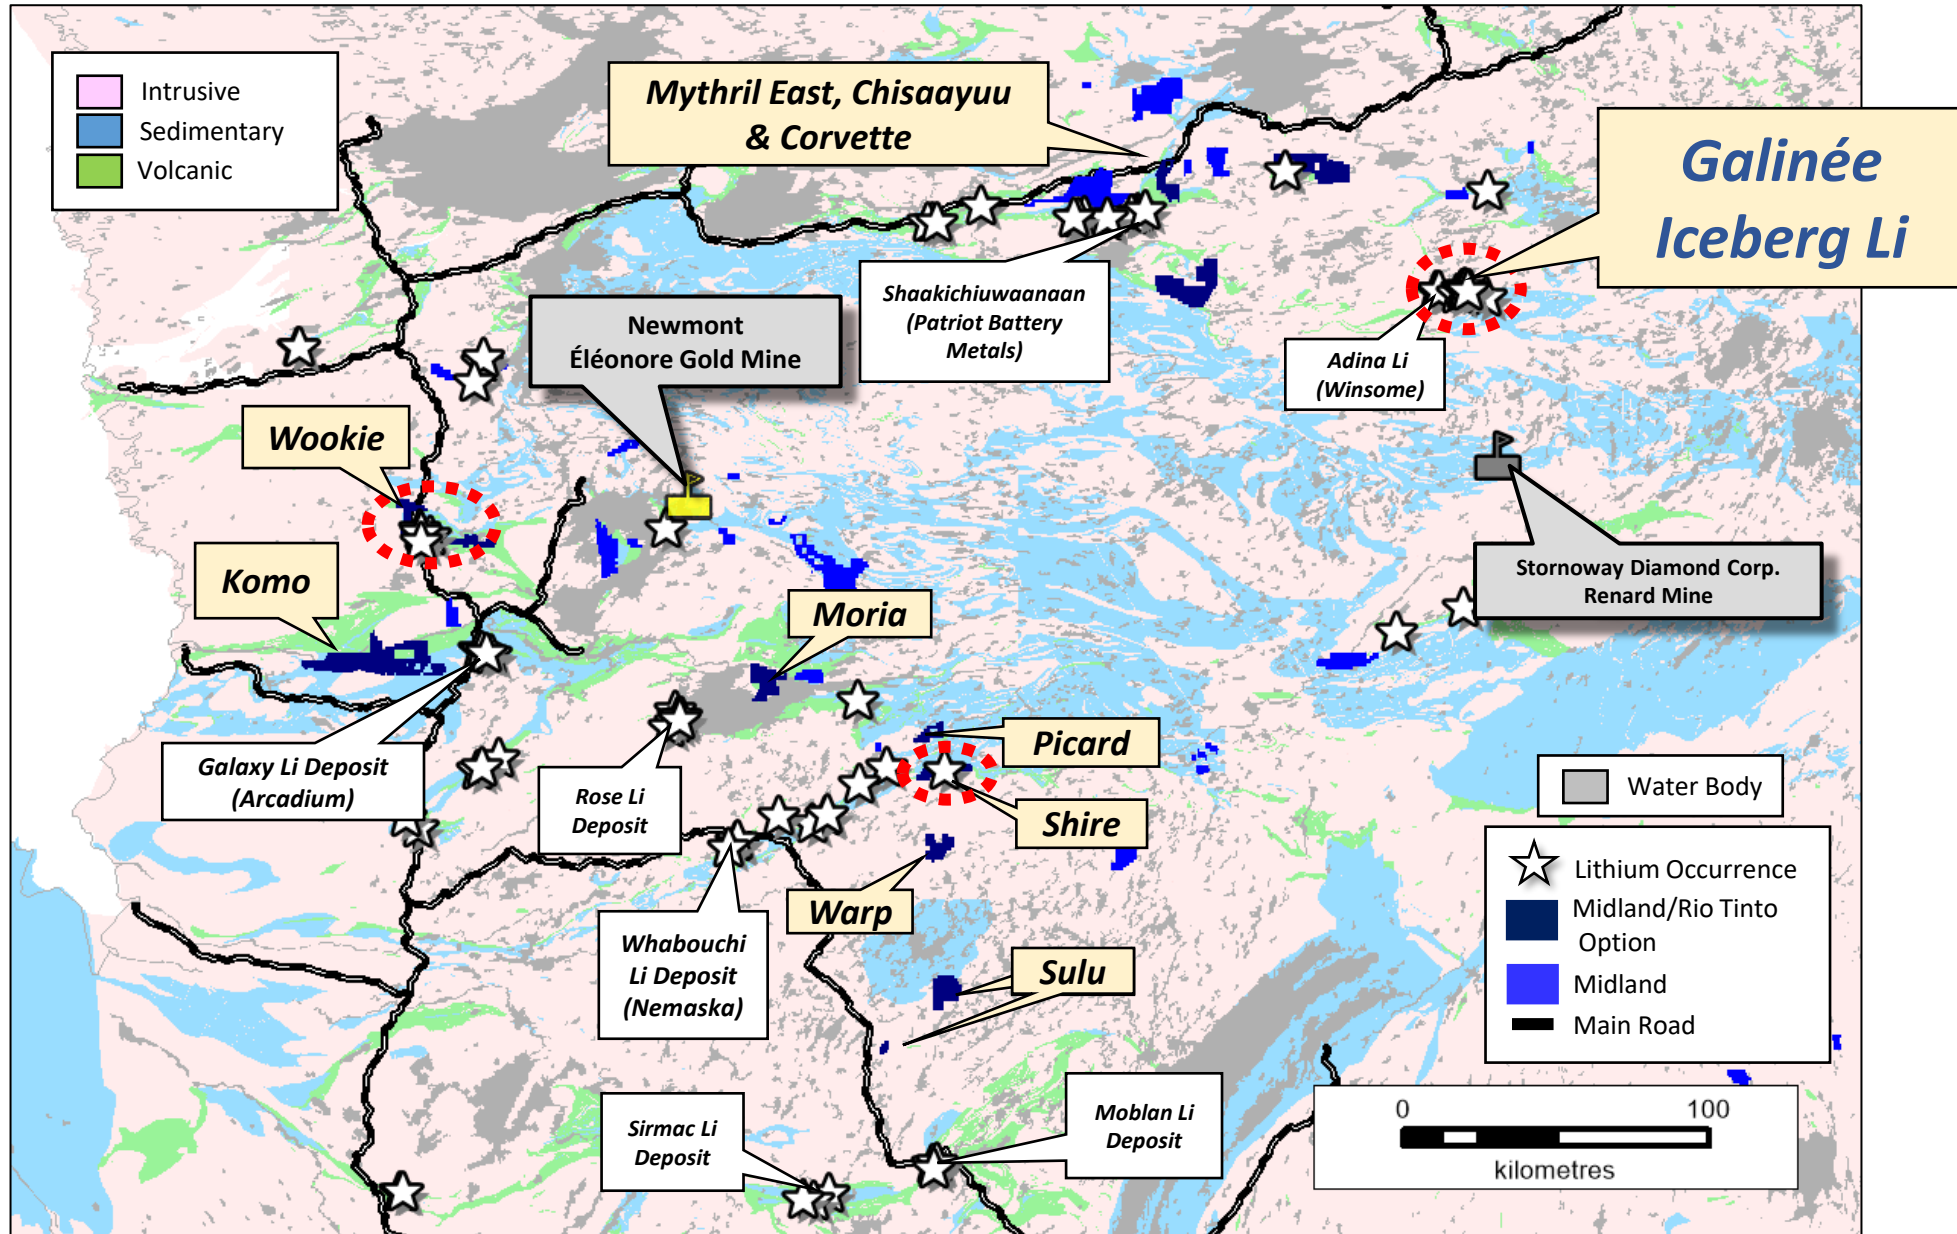 Intrusive
Sedimentary
Volcanic
Mythril East, Chisaayuu
& Corvette
Galinée
Iceberg Li
Shaakichiuwaanaan
(Patriot Battery
Metals)
Newmont
Éléonore Gold Mine
Adina Li
(Winsome)
Wookie
Komo
Moria
Stornoway Diamond Corp.
Renard Mine
Picard
Galaxy Li Deposit
(Arcadium)
Rose Li
Deposit
Shire
Water Body
Warp
Whabouchi
Li Deposit
(Nemaska)
Sulu
Lithium Occurrence
Midland/Rio Tinto
Option
Midland
Main Road
Sirmac Li
Deposit
Moblan Li
Deposit
0 100
kilometres